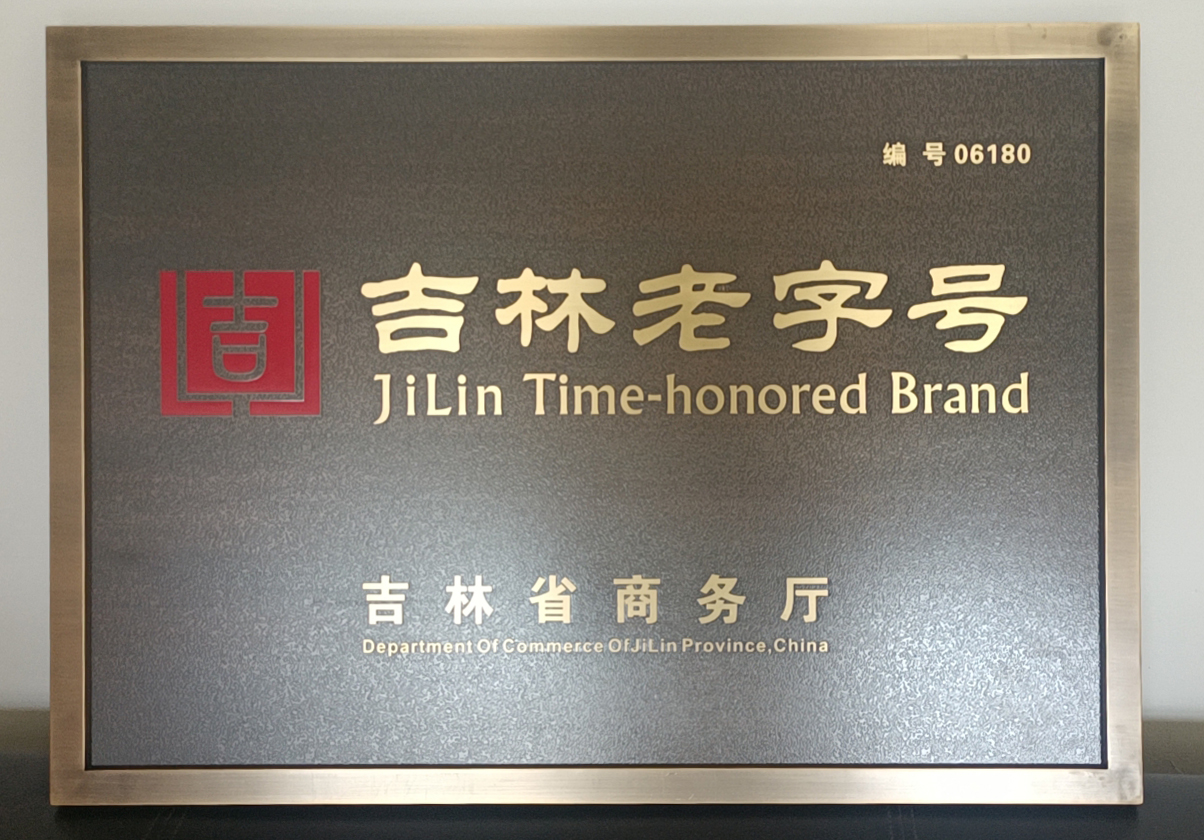 编 号 06180
吉林老字号
JiLin Time-honored Brand
吉林省商务厅
Department Of Commerce Of JiLin Province,China